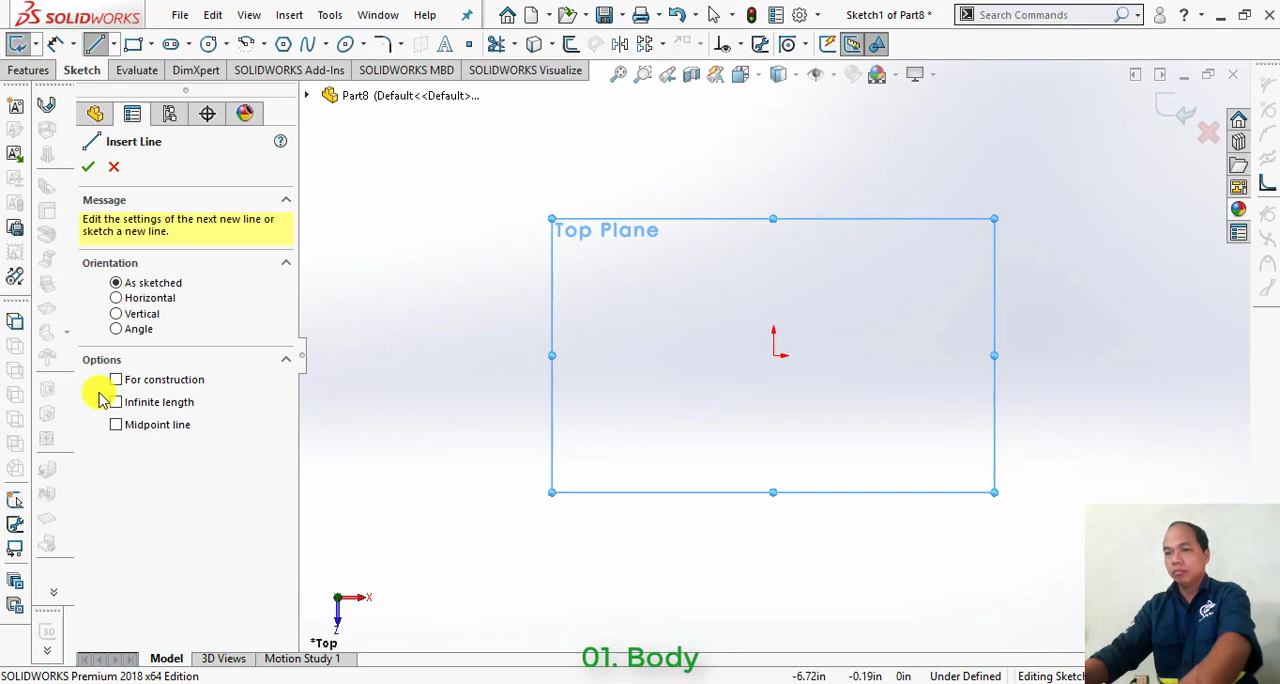 SOLIDWORKS File Edit View Insert Tools Window Help Sketch1 of Part8 * Search Commands
Features Sketch Evaluate DimXpert SOLIDWORKS Add-Ins SOLIDWORKS MBD SOLIDWORKS Visualize
Part8 (Default<<Default>...
Insert Line
Message
Edit the settings of the next new line or
sketch a new line.
Orientation
As sketched
Horizontal
Vertical
Angle
Options
For construction
Infinite length
Midpoint line
Top Plane
X
Z
*Top
01. Body
3D
Model 3D Views Motion Study 1
SOLIDWORKS Premium 2018 x64 Edition -6.72in -0.19in 0in Under Defined Editing Sketch